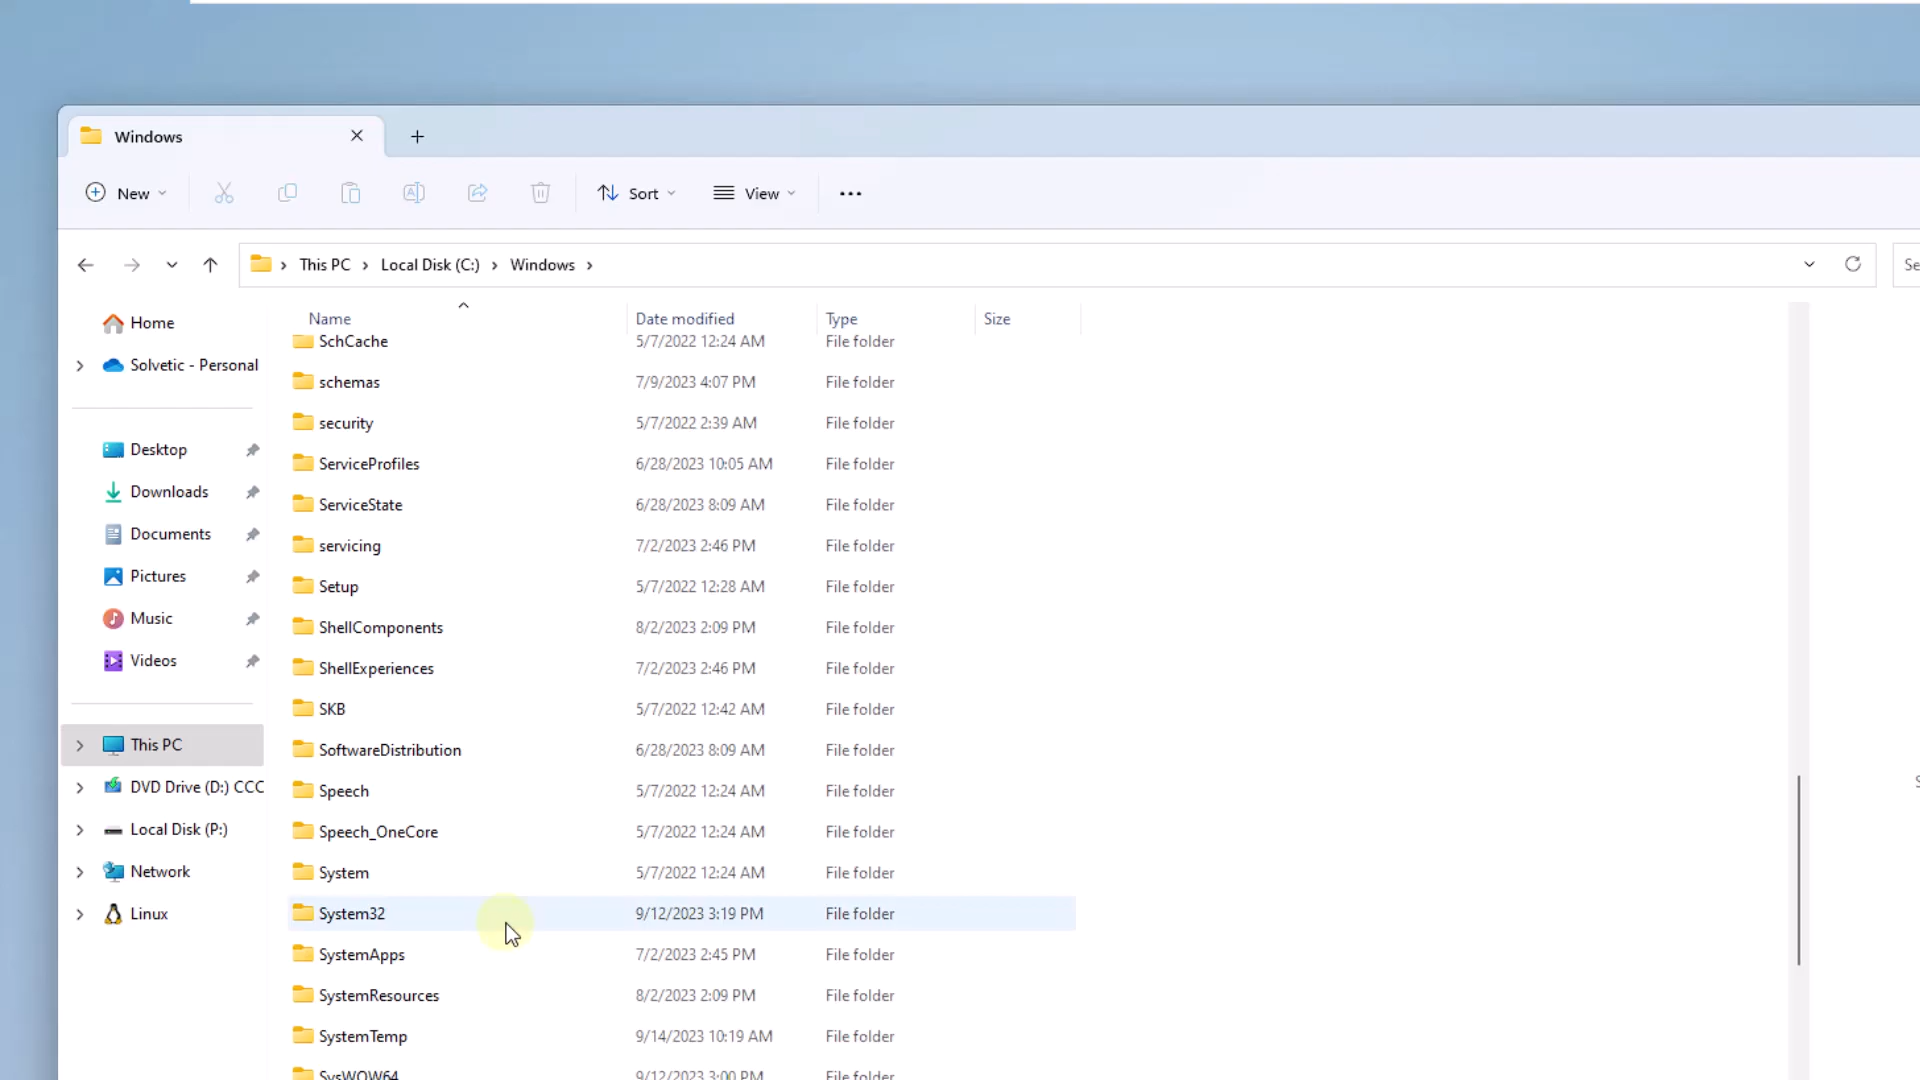 Windows
New
Sort
View
This PC
Local Disk (C:)
Windows
Se
Home
Solvetic - Personal
Desktop
Downloads
Documents
Pictures
Music
Videos
This PC
DVD Drive (D:) CCC
Local Disk (P:)
Network
Linux
Name Date modified Type Size
SchCache 5/7/2022 12:24 AM File folder
schemas 7/9/2023 4:07 PM File folder
security 5/7/2022 2:39 AM File folder
ServiceProfiles 6/28/2023 10:05 AM File folder
ServiceState 6/28/2023 8:09 AM File folder
servicing 7/2/2023 2:46 PM File folder
Setup 5/7/2022 12:28 AM File folder
ShellComponents 8/2/2023 2:09 PM File folder
ShellExperiences 7/2/2023 2:46 PM File folder
SKB 5/7/2022 12:42 AM File folder
SoftwareDistribution 6/28/2023 8:09 AM File folder
Speech 5/7/2022 12:24 AM File folder
Speech_OneCore 5/7/2022 12:24 AM File folder
System 5/7/2022 12:24 AM File folder
System32 9/12/2023 3:19 PM File folder
SystemApps 7/2/2023 2:45 PM File folder
SystemResources 8/2/2023 2:09 PM File folder
SystemTemp 9/14/2023 10:19 AM File folder
SysWOW64 9/12/2023 3:00 PM File folder